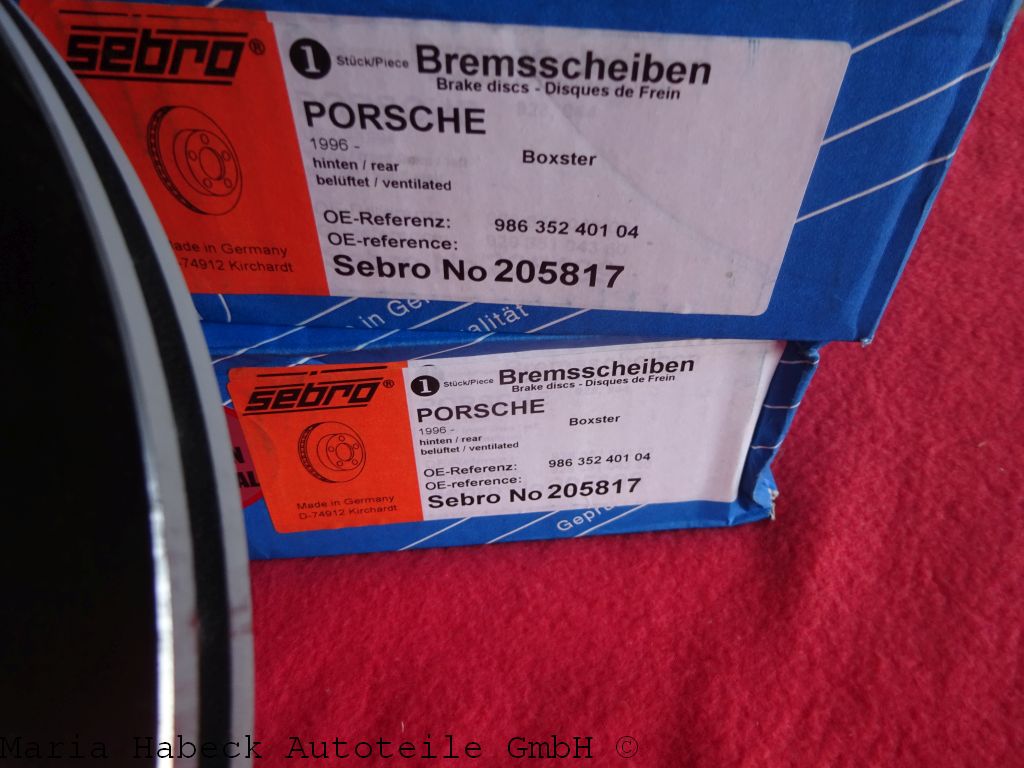 sebro®
1 Stück/Piece Bremsscheiben
Brake discs - Disques de Frein
PORSCHE
1996 -
Boxster
hinten / rear
belüftet / ventilated
OE-Referenz: 986 352 401 04
OE-reference:
Sebro No 205817
Made in Germany
D-74912 Kirchardt
in
sebro®
1 Stück/Piece Bremsscheiben
Brake discs - Disques de Frein
PORSCHE
1996 -
Boxster
hinten / rear
belüftet / ventilated
OE-Referenz: 986 352 401 04
OE-reference:
Sebro No 205817
Made in Germany
D-74912 Kirchardt
Maria Habeck Autoteile GmbH ©